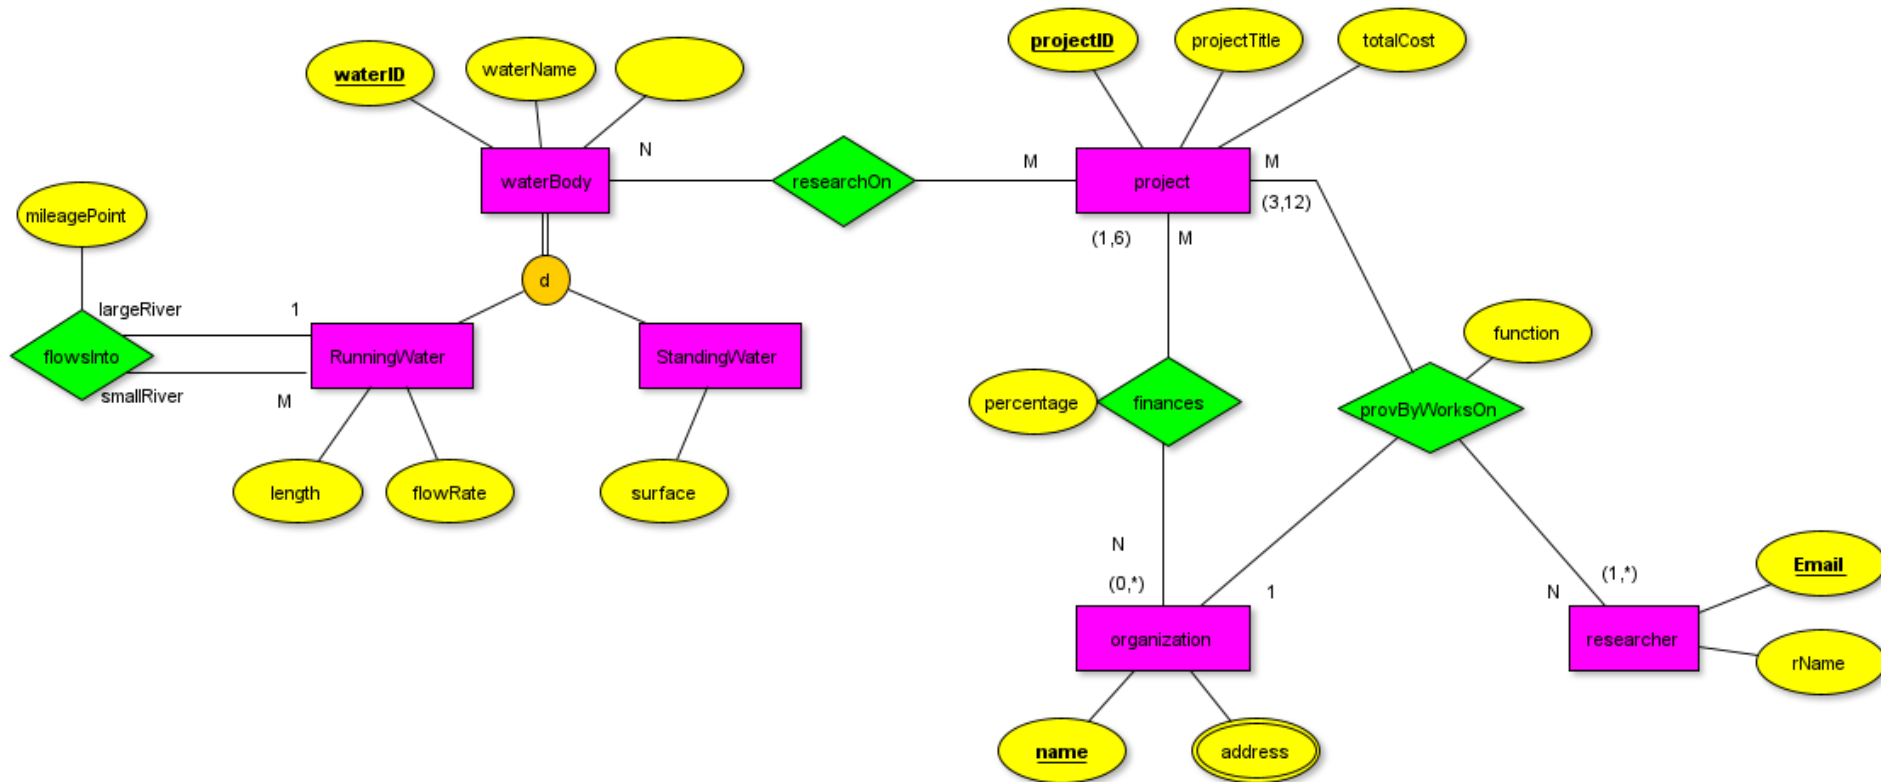 projectID
projectTitle
totalCost
waterID
waterName
N
M
M
waterBody
researchOn
project
(3,12)
mileagePoint
(1,6)
M
d
largeRiver
1
function
flowsInto
RunningWater
StandingWater
smallRiver
M
percentage
finances
provByWorksOn
length
flowRate
surface
N
(0,*)
1
N
(1,*)
Email
organization
researcher
rName
name
address